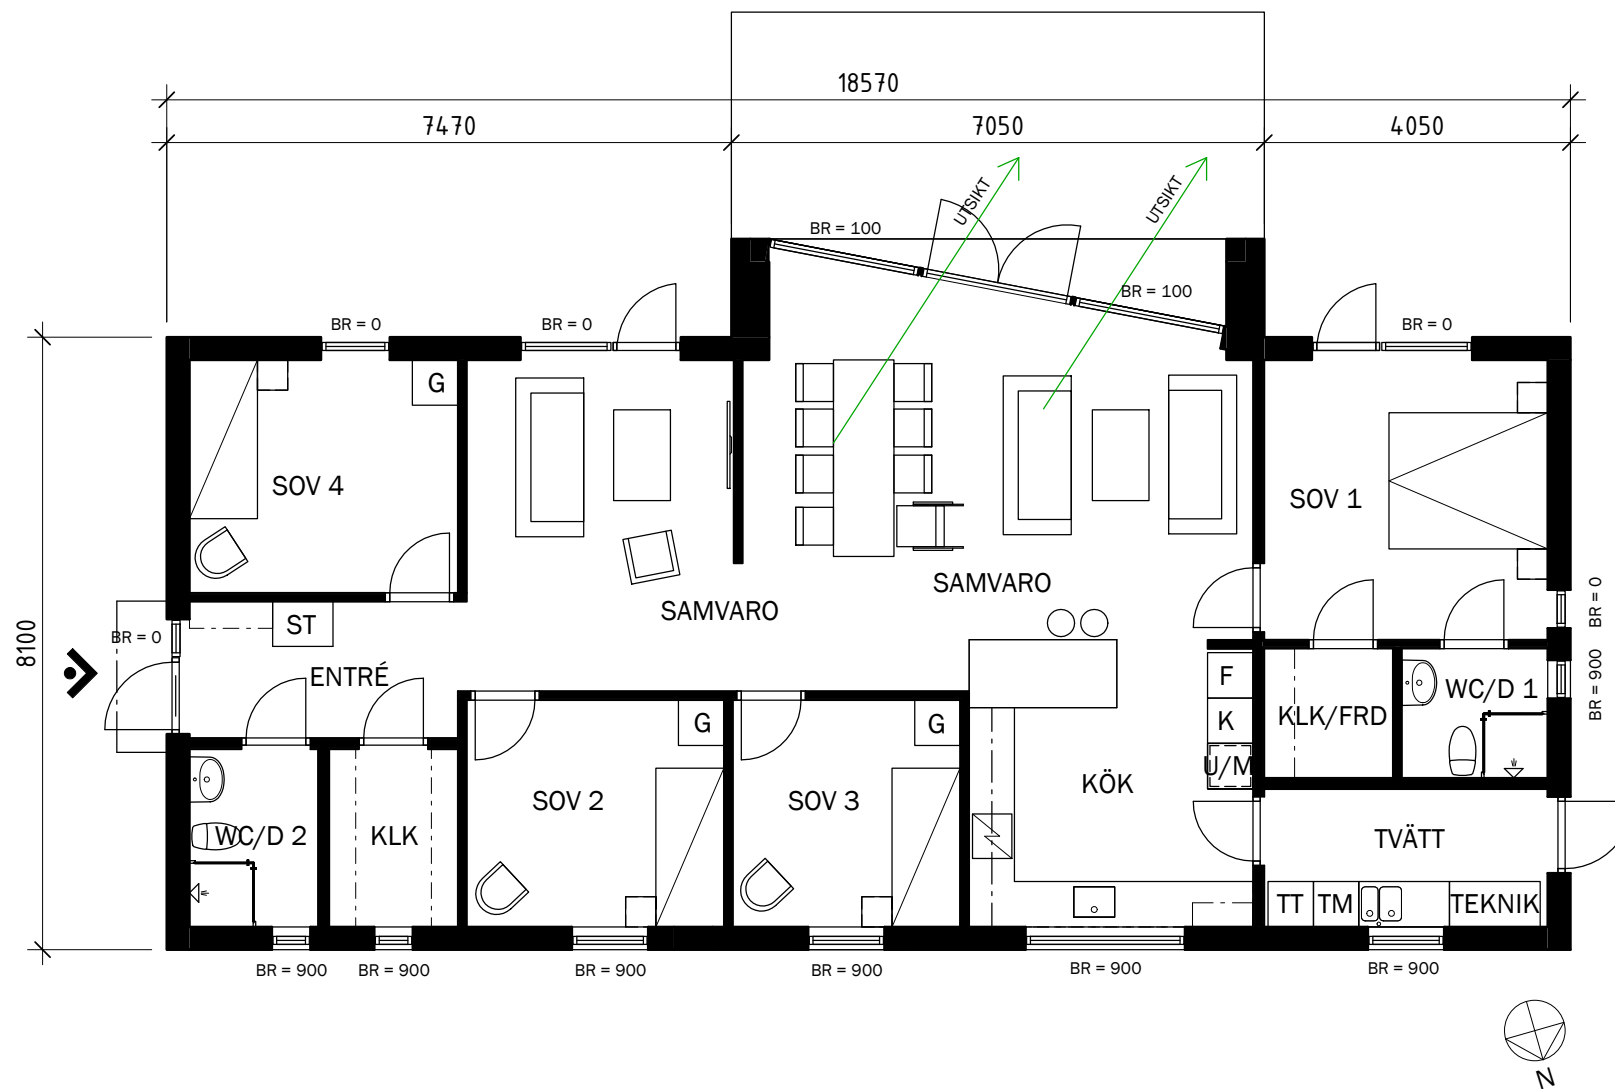 18570
7470
7050
4050
UTSIKT
UTSIKT
BR = 100
BR = 100
BR = 0
BR = 0
BR = 0
G
SOV 4
SOV 1
8100
SAMVARO
SAMVARO
BR = 0
BR = 0
ST
ENTRÉ
F
K
U/M
KLK/FRD
WC/D 1
BR = 900
G
G
WC/D 2
KLK
SOV 2
SOV 3
KÖK
TVÄTT
TT
TM
TEKNIK
BR = 900
BR = 900
BR = 900
BR = 900
BR = 900
BR = 900
N